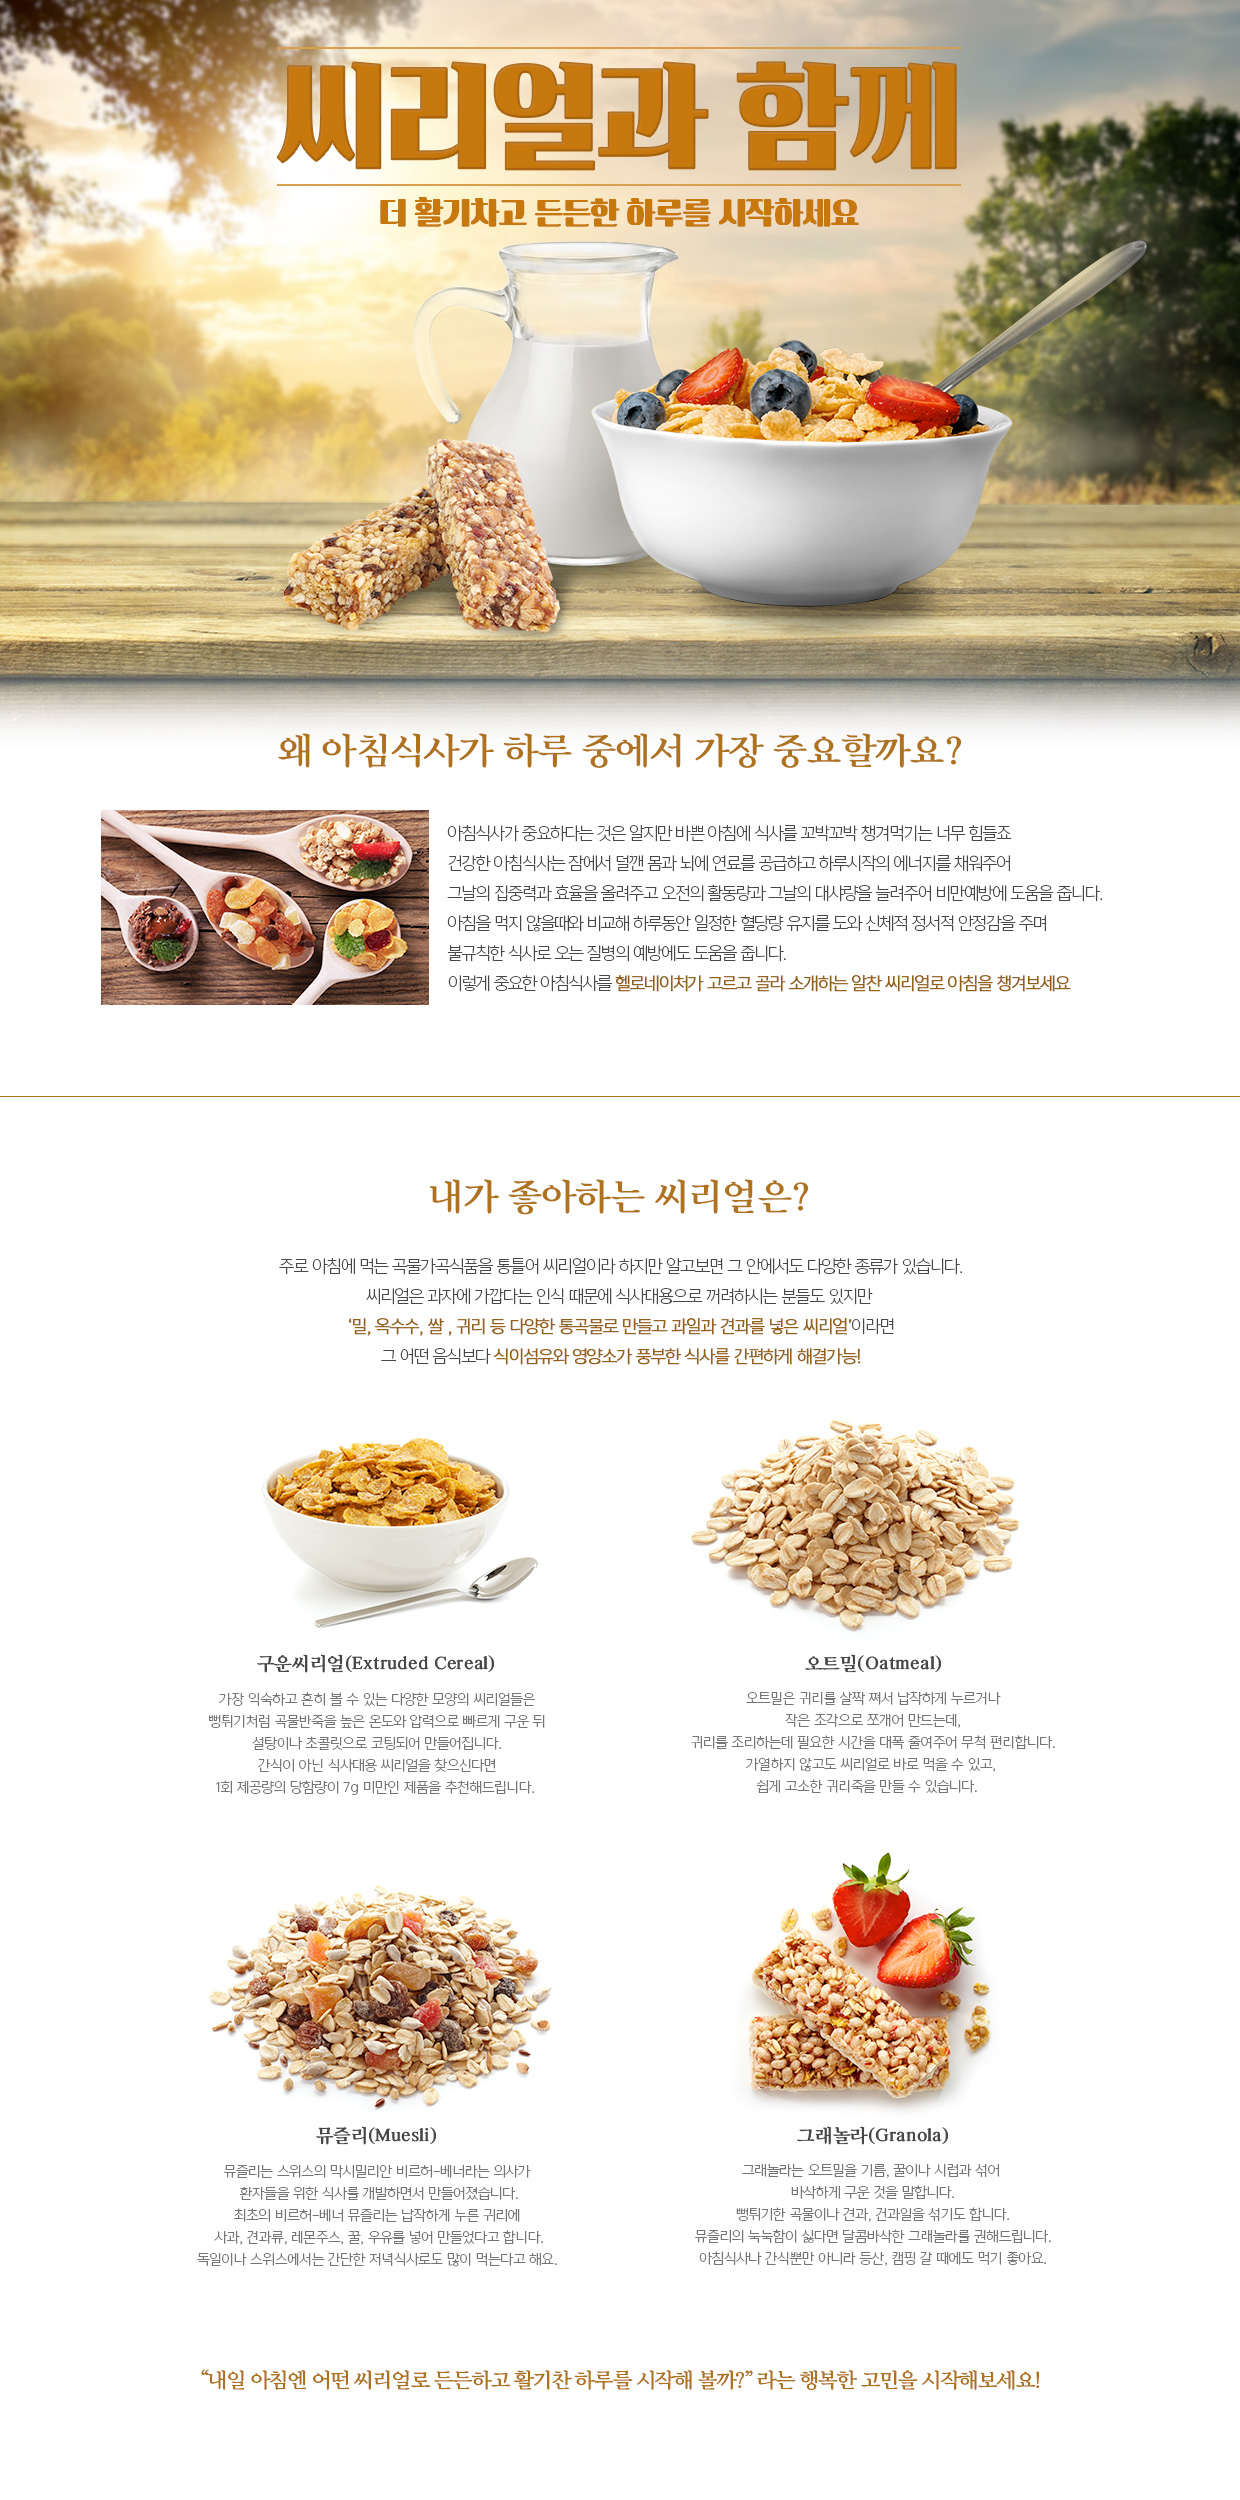 씨리얼과 함께
더 활기차고 든든한 하루를 시작하세요
왜 아침식사가 하루 중에서 가장 중요할까요?
아침식사가 중요하다는 것은 알지만 바쁜 아침에 식사를 꼬박꼬박 챙겨먹기는 너무 힘들죠
건강한 아침식사는 잠에서 덜깬 몸과 뇌에 연료를 공급하고 하루시작의 에너지를 채워주어
그날의 집중력과 효율을 올려주고 오전의 활동량과 그날의 대사량을 늘려주어 비만예방에 도움을 줍니다.
아침을 먹지 않을때와 비교해 하루동안 일정한 혈당량 유지를 도와 신체적 정서적 안정감을 주며
불규칙한 식사로 오는 질병의 예방에도 도움을 줍니다.
이렇게 중요한 아침식사를 헬로네이처가 고르고 골라 소개하는 알찬 씨리얼로 아침을 챙겨보세요
내가 좋아하는 씨리얼은?
주로 아침에 먹는 곡물가곡식품을 통틀어 씨리얼이라 하지만 알고보면 그 안에서도 다양한 종류가 있습니다.
씨리얼은 과자에 가깝다는 인식 때문에 식사대용으로 꺼려하시는 분들도 있지만
‘밀, 옥수수, 쌀 , 귀리 등 다양한 통곡물로 만들고 과일과 견과를 넣은 씨리얼’이라면
그 어떤 음식보다 식이섬유와 영양소가 풍부한 식사를 간편하게 해결가능!
구운씨리얼(Extruded Cereal)
가장 익숙하고 흔히 볼 수 있는 다양한 모양의 씨리얼들은
뻥튀기처럼 곡물반죽을 높은 온도와 압력으로 빠르게 구운 뒤
설탕이나 초콜릿으로 코팅되어 만들어집니다.
간식이 아닌 식사대용 씨리얼을 찾으신다면
1회 제공량의 당함량이 7g 미만인 제품을 추천해드립니다.
오트밀(Oatmeal)
오트밀은 귀리를 살짝 쪄서 납작하게 누르거나
작은 조각으로 쪼개어 만드는데,
귀리를 조리하는데 필요한 시간을 대폭 줄여주어 무척 편리합니다.
가열하지 않고도 씨리얼로 바로 먹을 수 있고,
쉽게 고소한 귀리죽을 만들 수 있습니다.
뮤즐리(Muesli)
뮤즐리는 스위스의 막시밀리안 비르허-베너라는 의사가
환자들을 위한 식사를 개발하면서 만들어졌습니다.
최초의 비르허-베너 뮤즐리는 납작하게 누른 귀리에
사과, 견과류, 레몬주스, 꿀, 우유를 넣어 만들었다고 합니다.
독일이나 스위스에서는 간단한 저녁식사로도 많이 먹는다고 해요.
그래놀라(Granola)
그래놀라는 오트밀을 기름, 꿀이나 시럽과 섞어
바삭하게 구운 것을 말합니다.
뻥튀기한 곡물이나 견과, 건과일을 섞기도 합니다.
뮤즐리의 눅눅함이 싫다면 달콤바삭한 그래놀라를 권해드립니다.
아침식사나 간식뿐만 아니라 등산, 캠핑 갈 때에도 먹기 좋아요.
“내일 아침엔 어떤 씨리얼로 든든하고 활기찬 하루를 시작해 볼까?” 라는 행복한 고민을 시작해보세요!